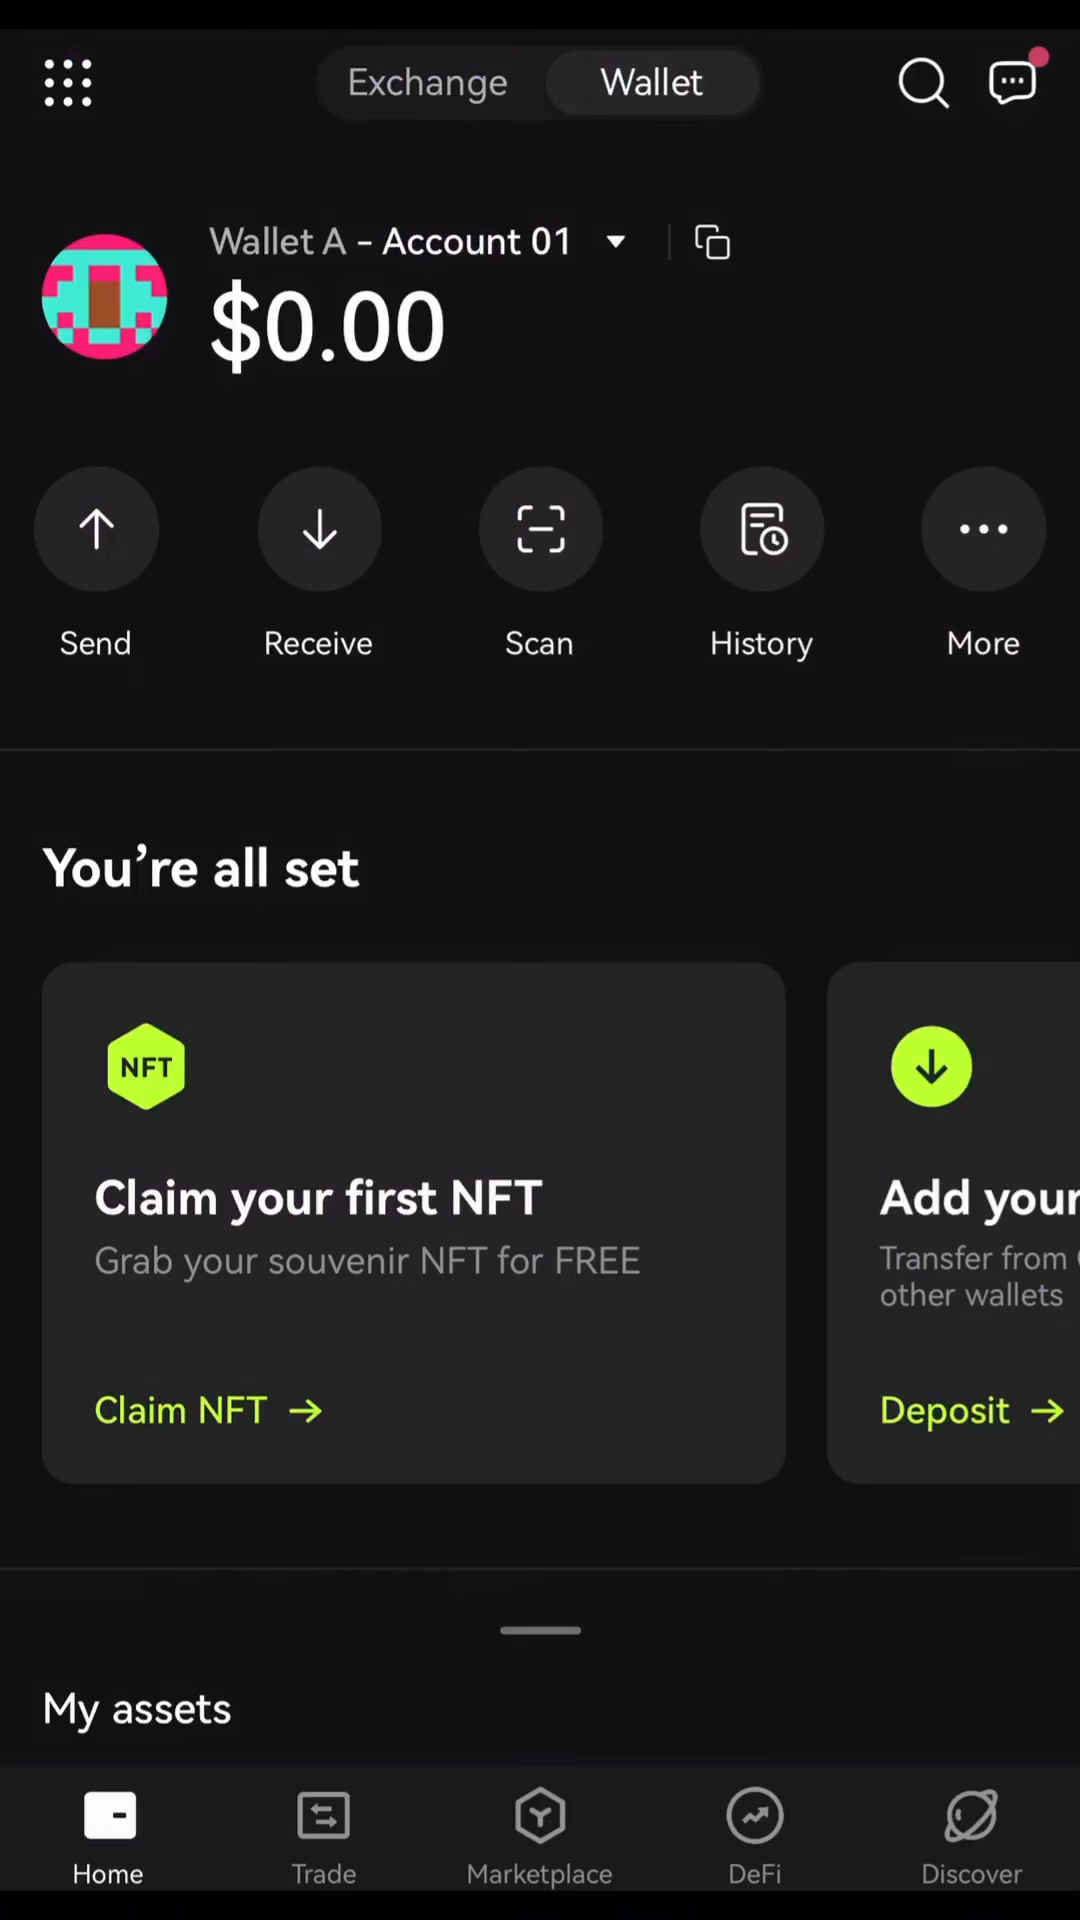 Exchange
Wallet
Wallet A - Account 01
$0.00
Send
Receive
Scan
History
More
You’re all set
NFT
Claim your first NFT
Grab your souvenir NFT for FREE
Claim NFT
Add your
Transfer from
other wallets
Deposit
My assets
Home
Trade
Marketplace
DeFi
Discover